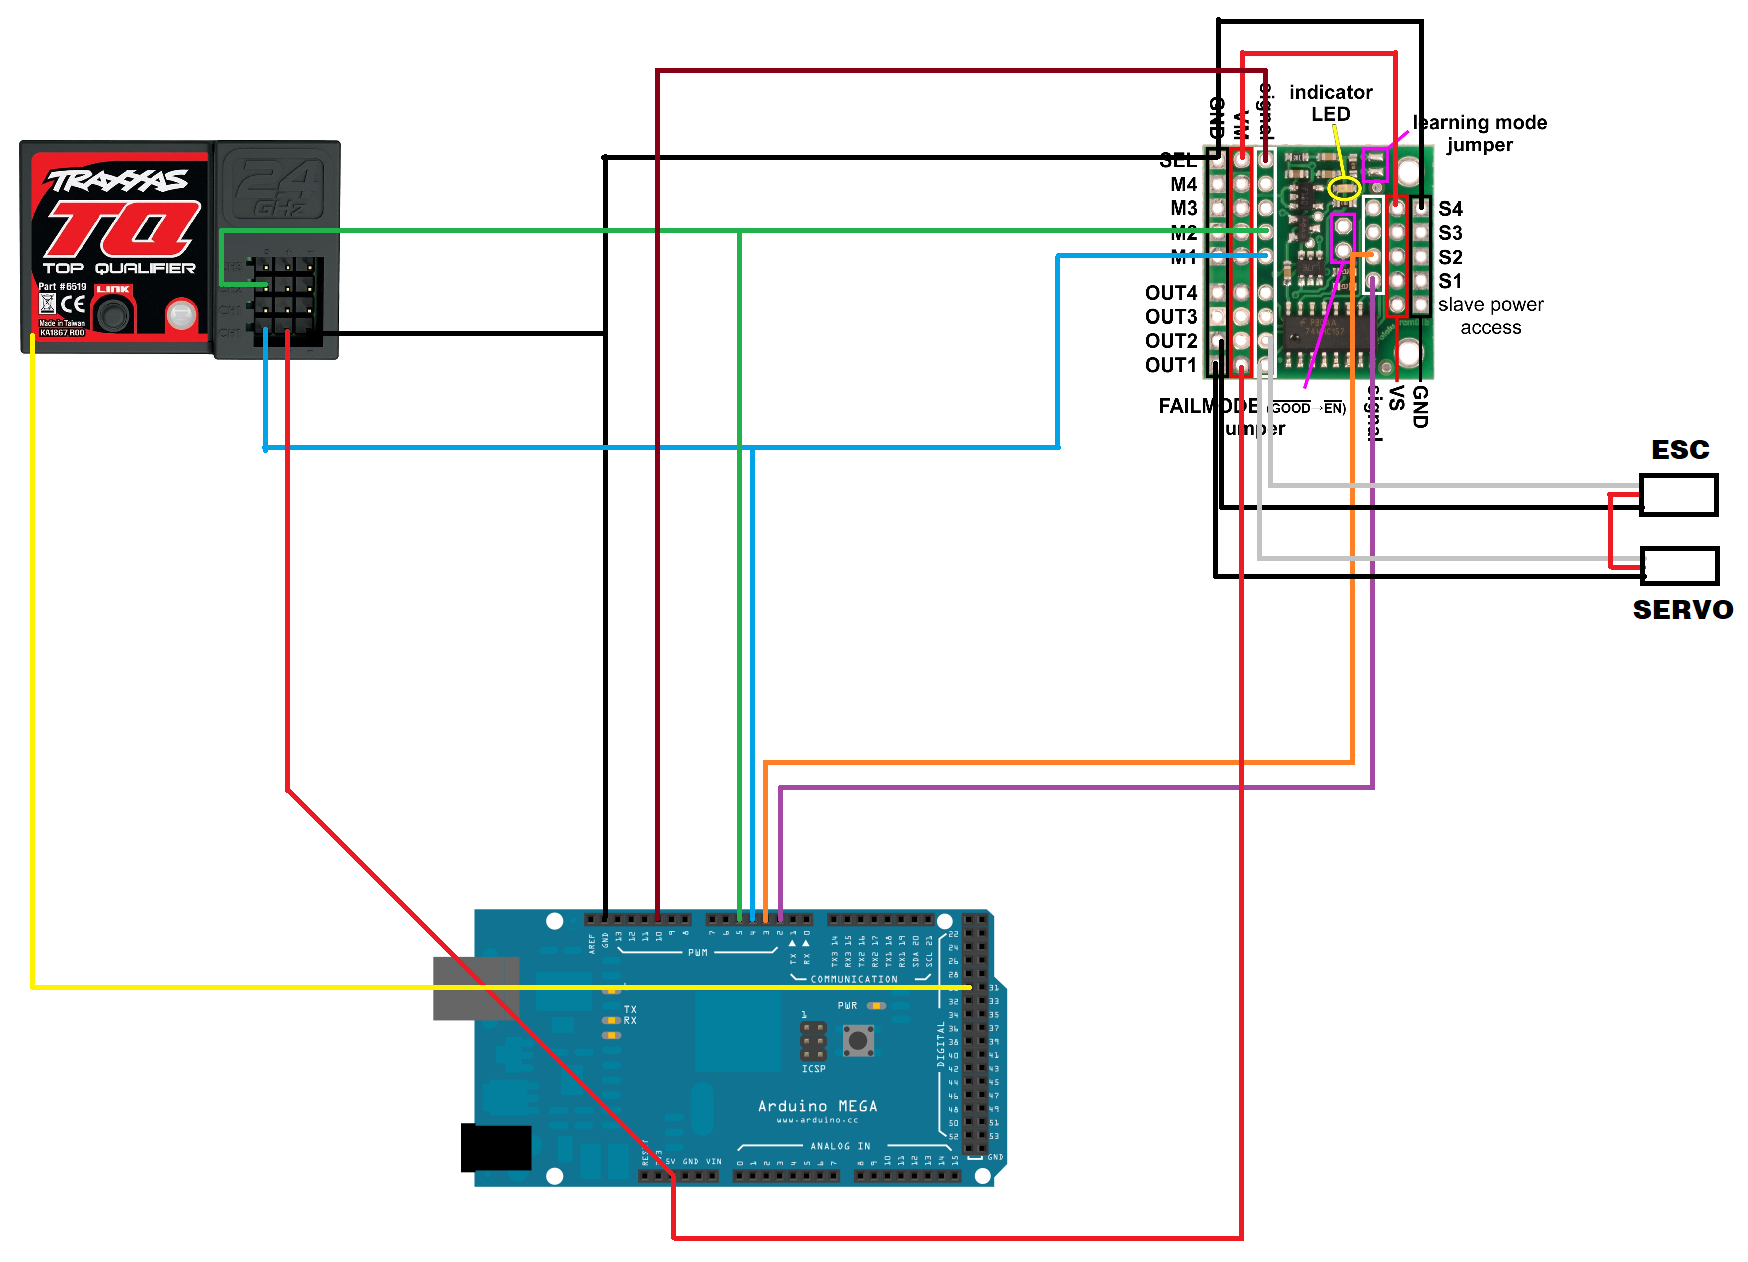 TRAXXAS
TQ
TOP QUALIFIER
Part #6519
LINK
CE
Made in Taiwan
KA1867 R00
2.4
GHz
CH1
GND
VM
signal
indicator
LED
learning mode
jumper
SEL
M4
M3
M2
M1
OUT4
OUT3
OUT2
OUT1
S4
S3
S2
S1
slave power
access
FAILMODE (GOOD→EN)
jumper
signal
VS
GND
ESC
SERVO
AREF
GND
13
12
11
10
9
8
7
6
5
4
3
2
1
0
PWM
TX
RX
TX3 14
RX3 15
TX2 16
RX2 17
TX1 18
RX1 19
SDA 20
SCL 21
COMMUNICATION
TX
RX
PWR
1
ICSP
Arduino MEGA
www.arduino.cc
DIGITAL
22
24
26
28
31
32 33
34 35
36 37
38 39
40 41
42 43
44 45
46 47
48 49
50 51
52 53
GND
ANALOG IN
RESET
3V3
5V
GND
VIN
0
1
2
3
4
5
6
7
8
9
10
11
12
13
14
15